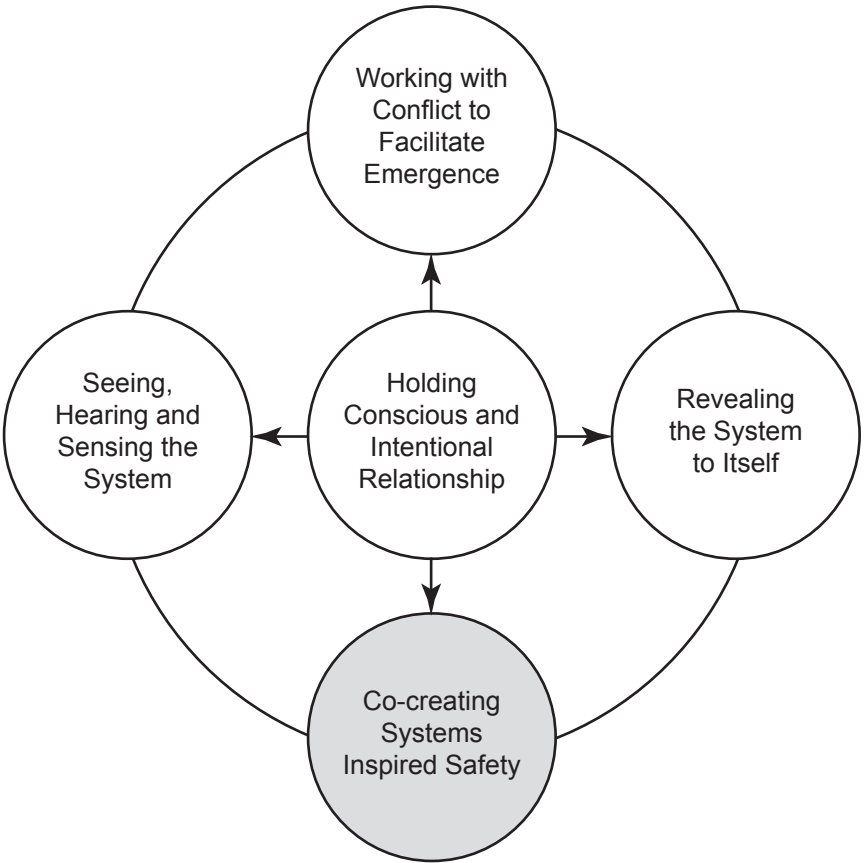 Working with
Conflict to
Facilitate
Emergence
Seeing,
Hearing and
Sensing the
System
Holding
Conscious and
Intentional
Relationship
Revealing
the System
to Itself
Co-creating
Systems
Inspired Safety